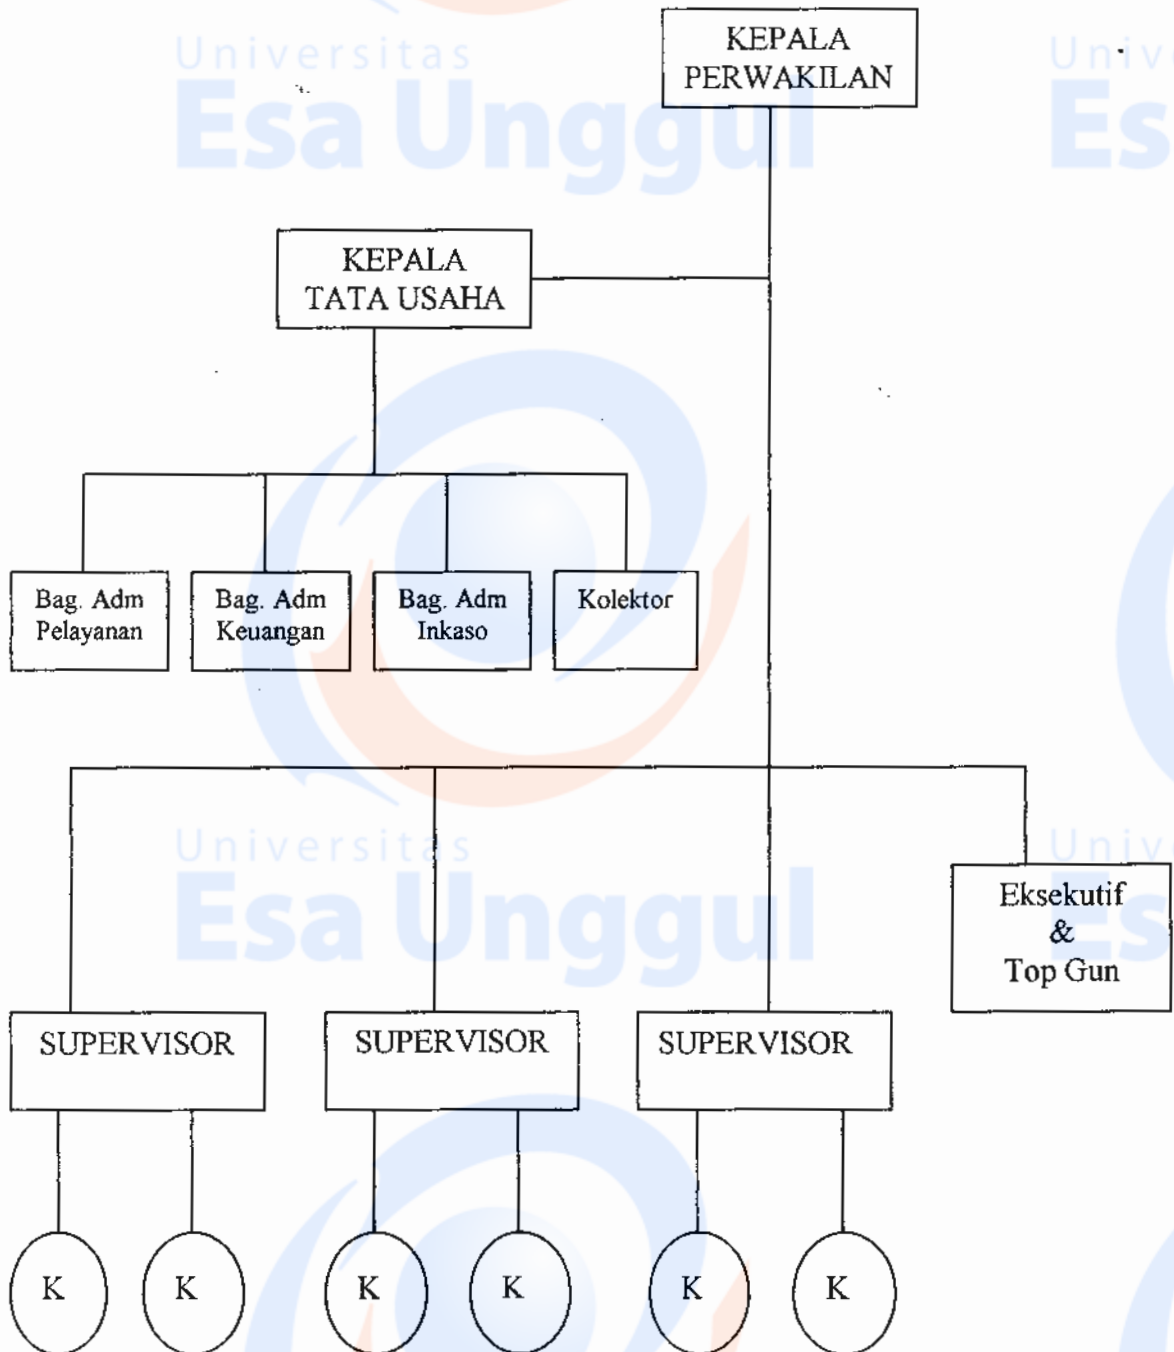 Universitas
Esa Unggul
KEPALA
PERWAKILAN
KEPALA
TATA USAHA
Bag. Adm
Pelayanan
Bag. Adm
Keuangan
Bag. Adm
Inkaso
Kolektor
Universitas
Esa Unggul
Eksekutif
&
Top Gun
SUPERVISOR
SUPERVISOR
SUPERVISOR
K
K
K
K
K
K